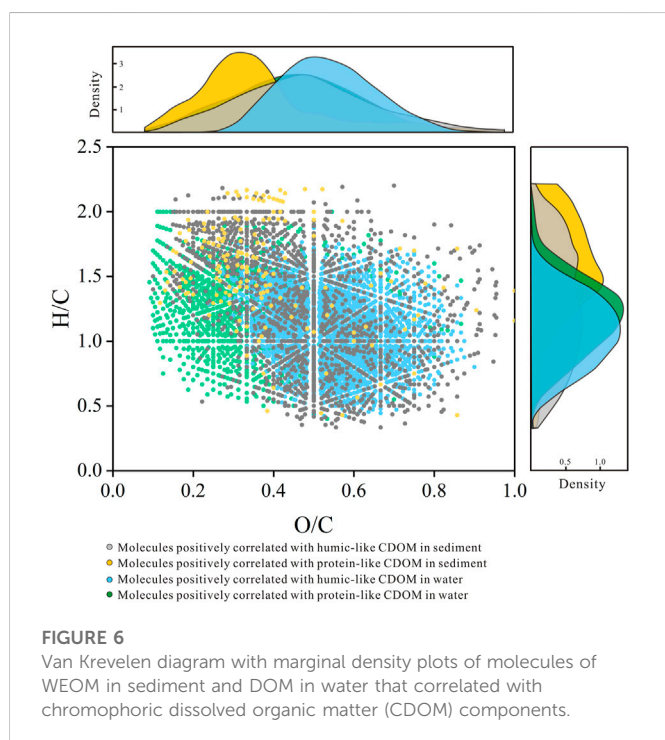 3
2
1
Density
2.5
2.0
1.5
1.0
0.5
0.0
H/C
0.0 0.2 0.4 0.6 0.8 1.0
O/C
0.5 1.0
Density
Molecules positively correlated with humic-like CDOM in sediment
Molecules positively correlated with protein-like CDOM in sediment
Molecules positively correlated with humic-like CDOM in water
Molecules positively correlated with protein-like CDOM in water
FIGURE 6
Van Krevelen diagram with marginal density plots of molecules of
WEOM in sediment and DOM in water that correlated with
chromophoric dissolved organic matter (CDOM) components.